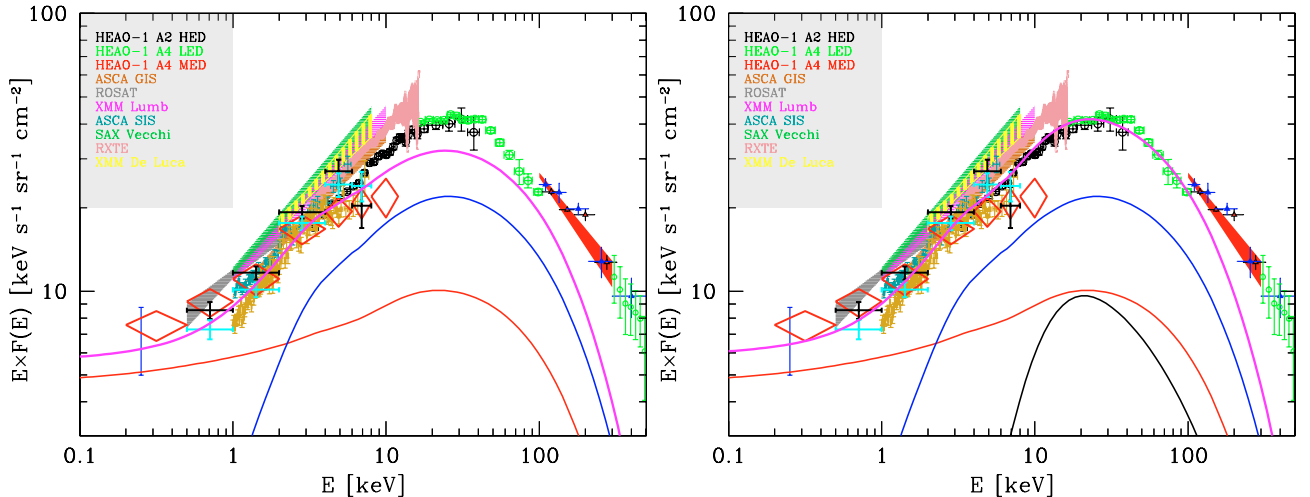 100
HEAO-1 A2 HED
HEAO-1 A4 LED
HEAO-1 A4 MED
ASCA GIS
ROSAT
XMM Lumb
ASCA SIS
SAX Vecchi
RXTE
XMM De Luca
E×F(E) [keV s⁻¹ sr⁻¹ cm⁻²]
10
0.1 1 10 100
E [keV]
100
HEAO-1 A2 HED
HEAO-1 A4 LED
HEAO-1 A4 MED
ASCA GIS
ROSAT
XMM Lumb
ASCA SIS
SAX Vecchi
RXTE
XMM De Luca
E×F(E) [keV s⁻¹ sr⁻¹ cm⁻²]
10
0.1 1 10 100
E [keV]